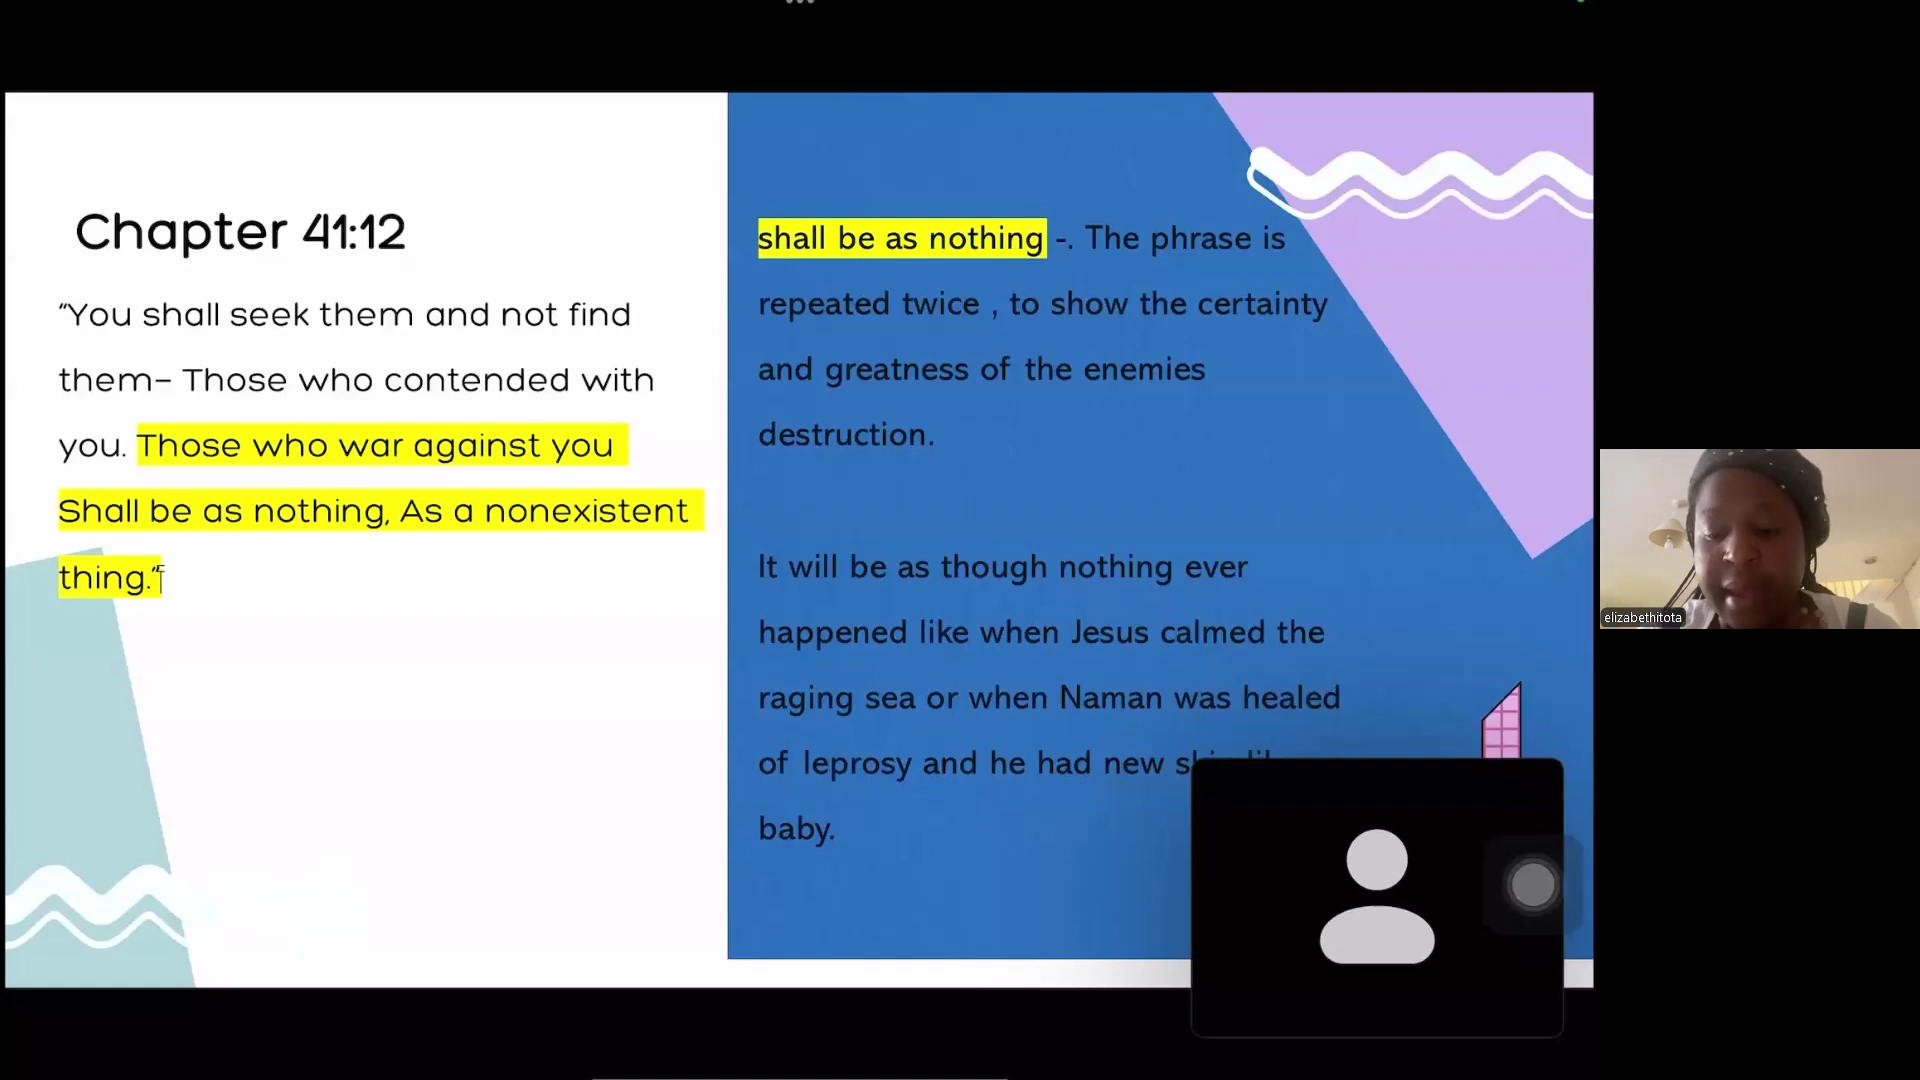 Chapter 41:12
“You shall seek them and not find
them– Those who contended with
you. Those who war against you
Shall be as nothing, As a nonexistent
thing.”
shall be as nothing -. The phrase is
repeated twice , to show the certainty
and greatness of the enemies
destruction.
It will be as though nothing ever
happened like when Jesus calmed the
raging sea or when Naman was healed
of leprosy and he had new
baby.
elizabethitota